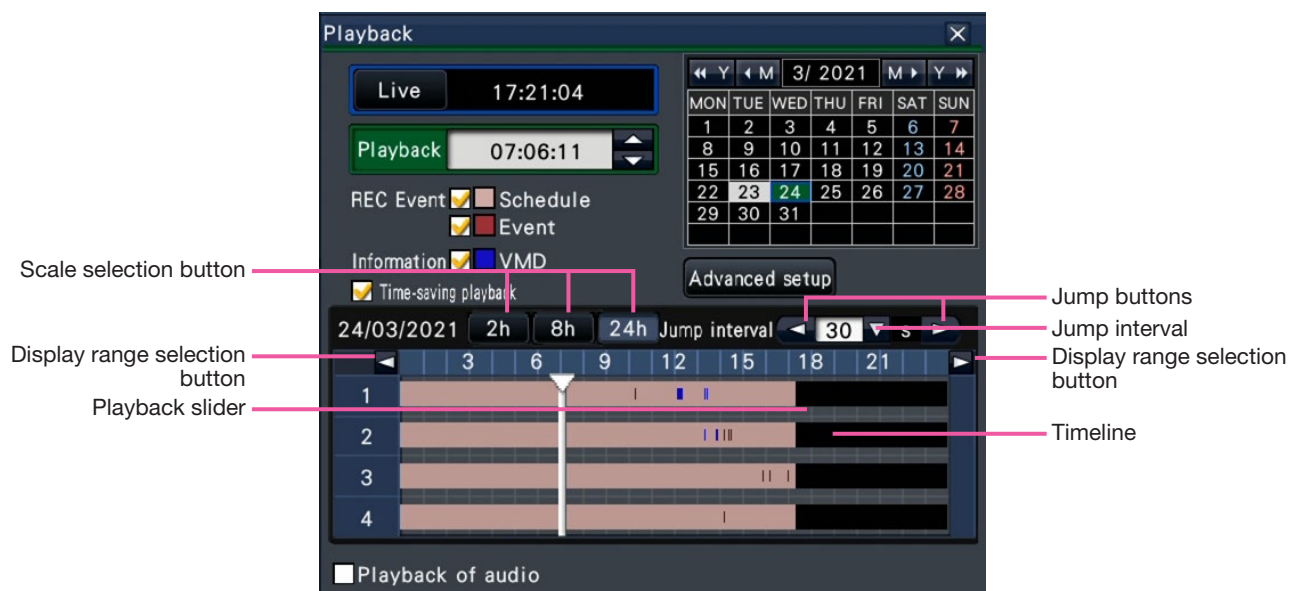 Playback
Live 17:21:04
Playback 07:06:11
REC Event Schedule
Event
Information VMD
Time-saving playback
Y M 3/ 2021 M Y
MON TUE WED THU FRI SAT SUN
1 2 3 4 5 6 7
8 9 10 11 12 13 14
15 16 17 18 19 20 21
22 23 24 25 26 27 28
29 30 31
Advanced setup
24/03/2021 2h 8h 24h Jump interval 30 s
3 6 9 12 15 18 21
1
2
3
4
Playback of audio
Scale selection button
Display range selection
button
Playback slider
Jump buttons
Jump interval
Display range selection
button
Timeline